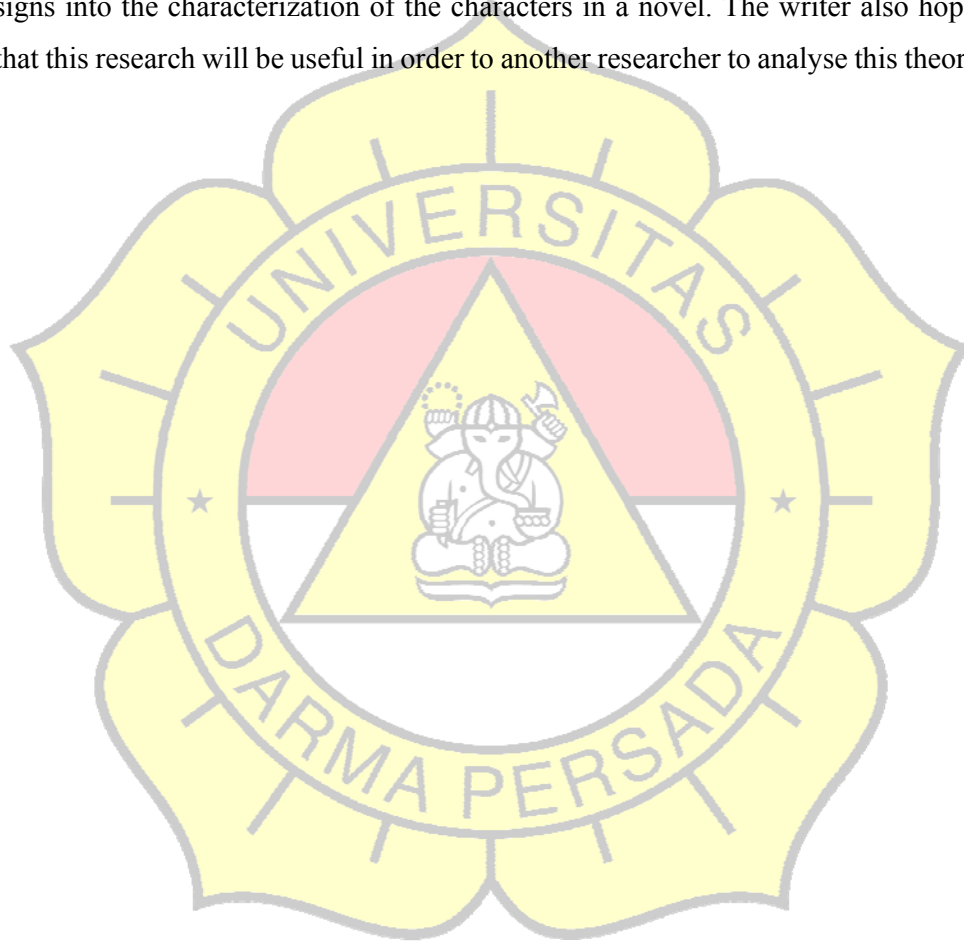 signs into the characterization of the characters in a novel. The writer also hop
that this research will be useful in order to another researcher to analyse this theor
UNIVERSITAS
DARMA PERSADA